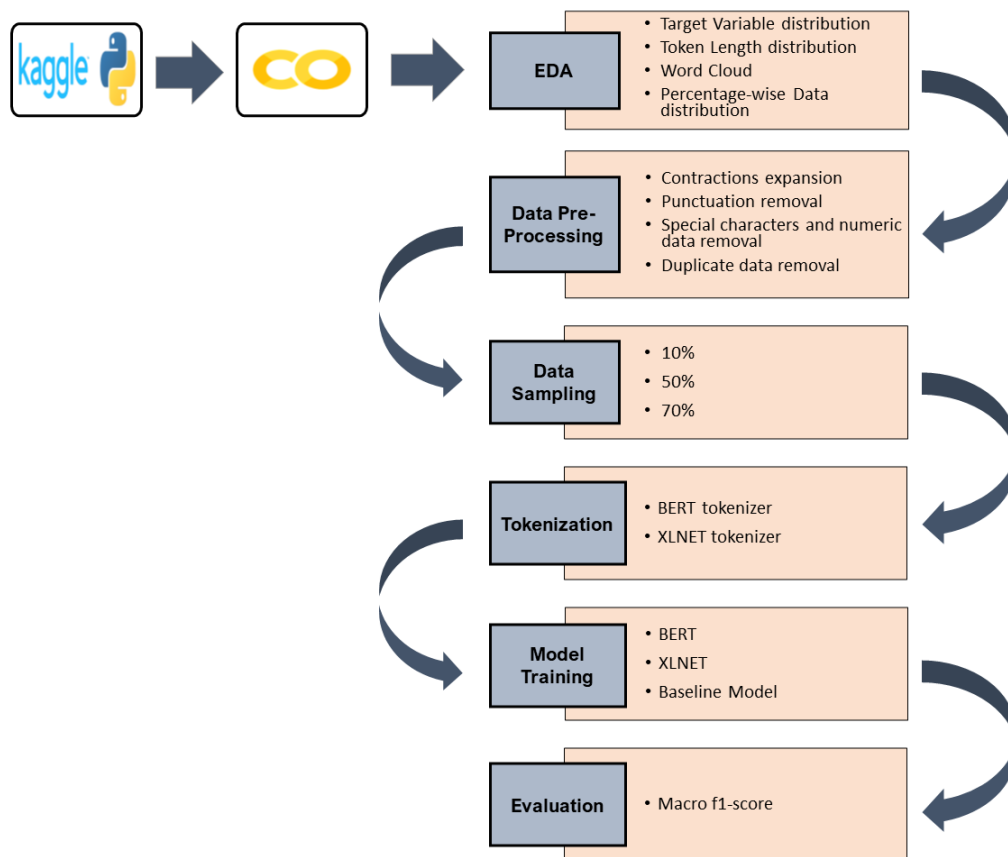 kaggle
CO
EDA
• Target Variable distribution
• Token Length distribution
• Word Cloud
• Percentage-wise Data
distribution
Data Pre-
Processing
• Contractions expansion
• Punctuation removal
• Special characters and numeric
data removal
• Duplicate data removal
Data
Sampling
• 10%
• 50%
• 70%
Tokenization
• BERT tokenizer
• XLNET tokenizer
Model
Training
• BERT
• XLNET
• Baseline Model
Evaluation
• Macro f1-score